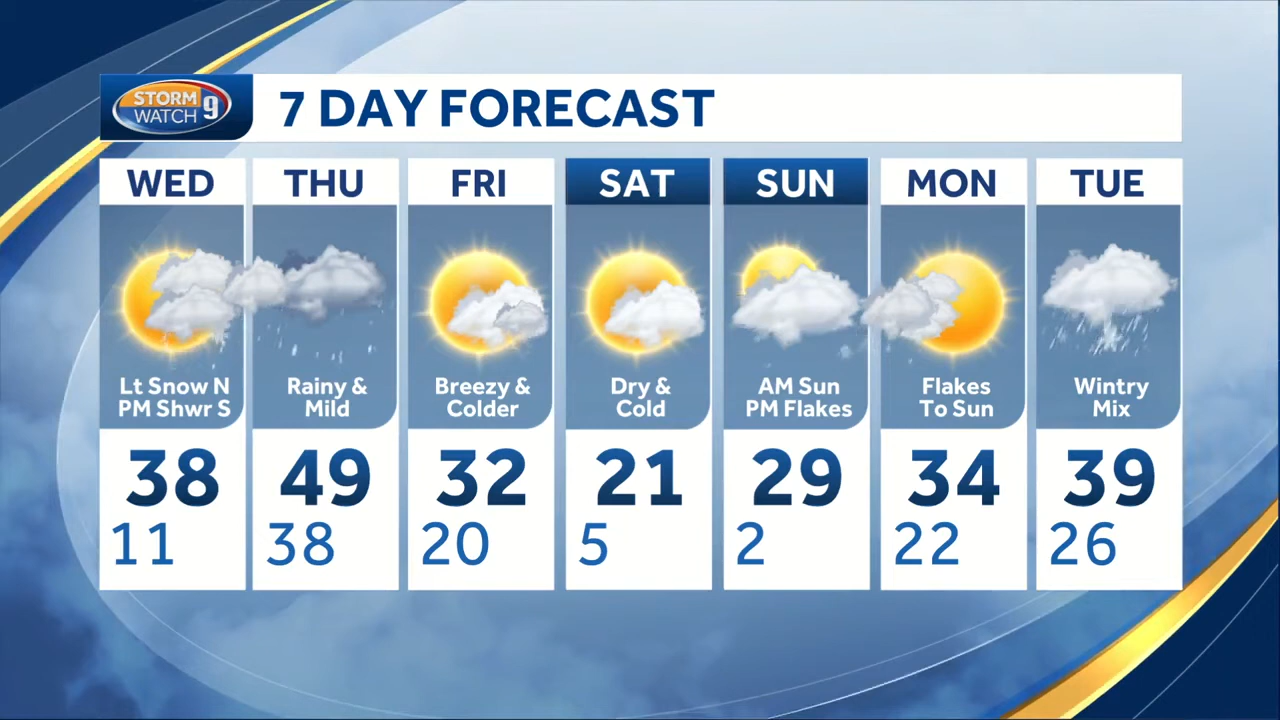 STORM
WATCH 9
7 DAY FORECAST
WED
Lt Snow N
PM Shwr S
38
11
THU
Rainy &
Mild
49
38
FRI
Breezy &
Colder
32
20
SAT
Dry &
Cold
21
5
SUN
AM Sun
PM Flakes
29
2
MON
Flakes
To Sun
34
22
TUE
Wintry
Mix
39
26